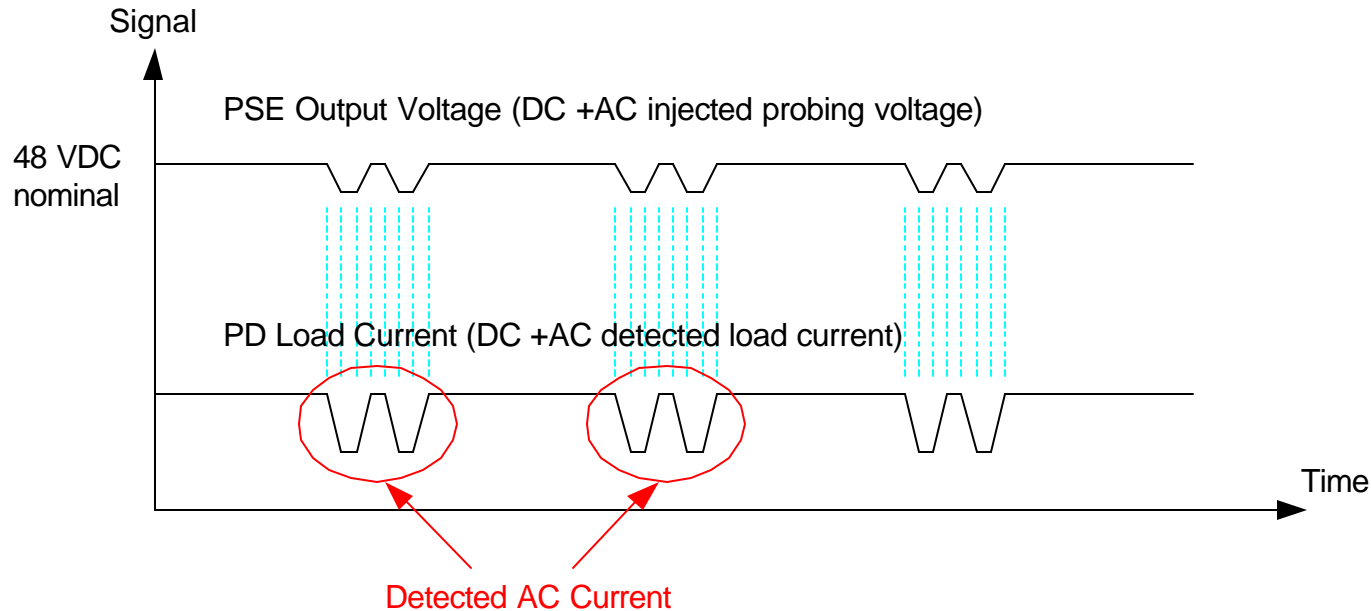 Signal
PSE Output Voltage (DC +AC injected probing voltage)
48 VDC
nominal
PD Load Current (DC +AC detected load current)
Time
Detected AC Current